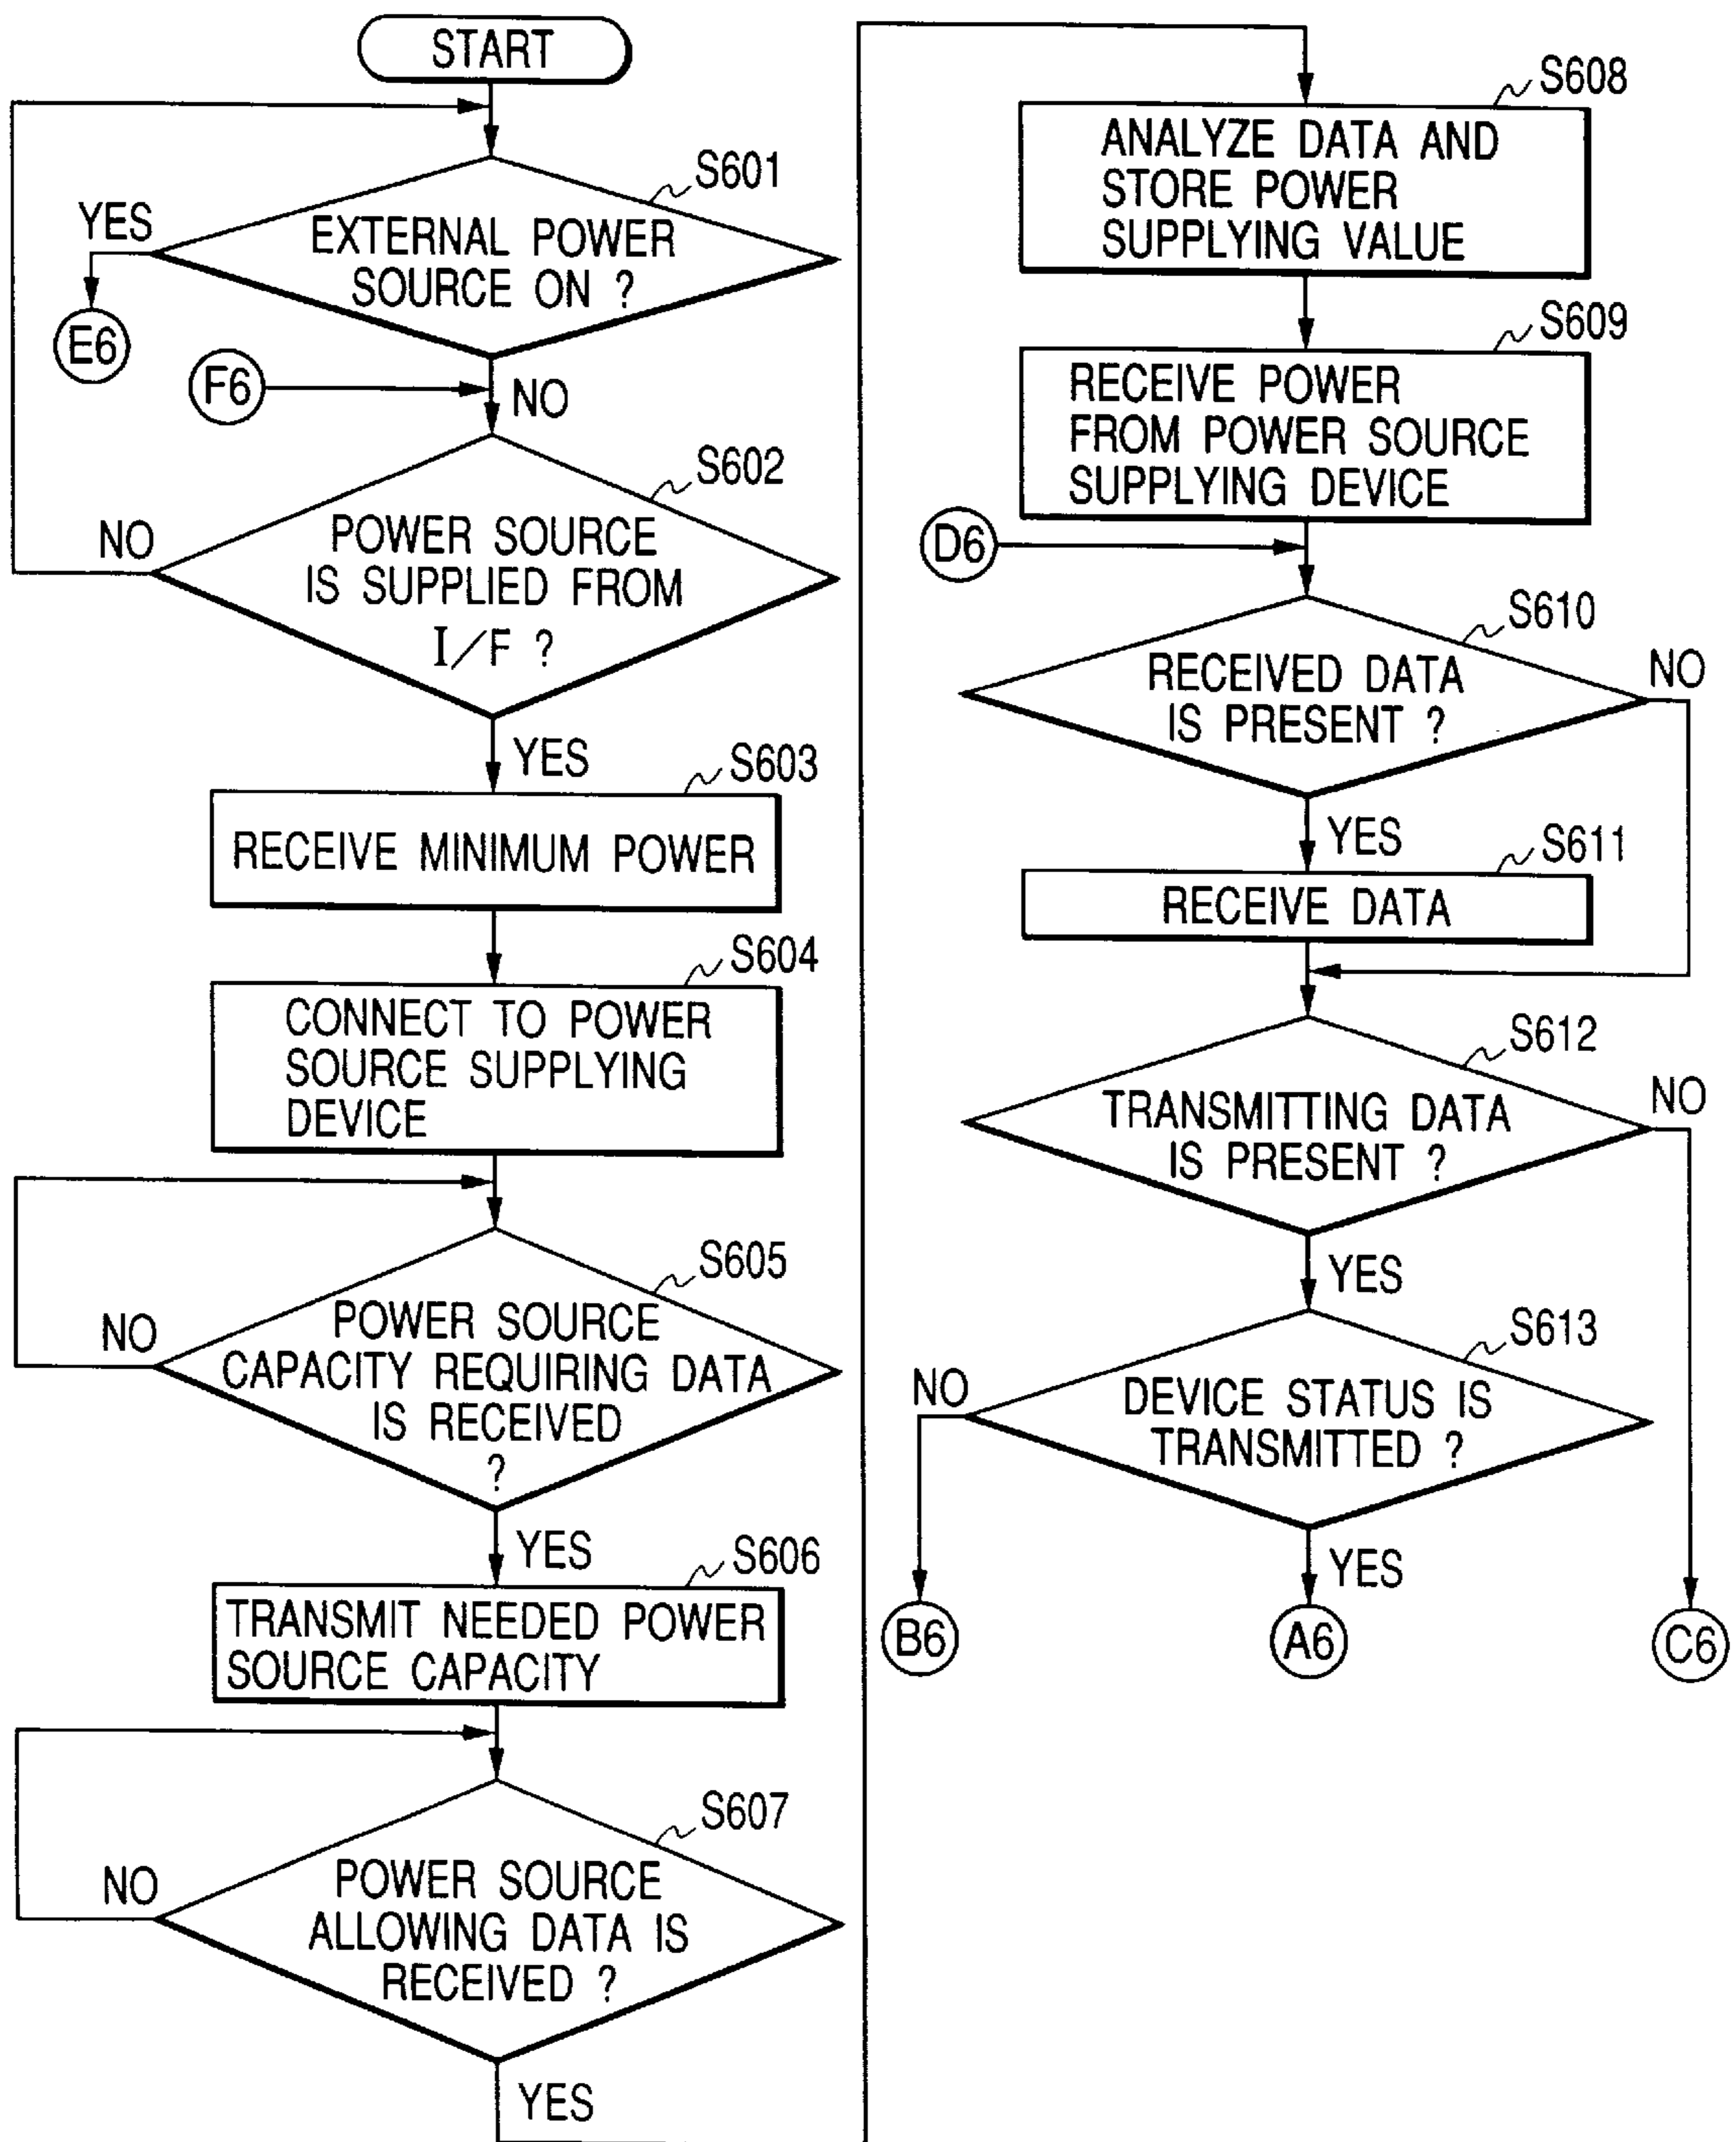 START
S601
YES
EXTERNAL POWER
SOURCE ON ?
E6
F6
NO
S602
NO
POWER SOURCE
IS SUPPLIED FROM
I/F ?
YES
S603
RECEIVE MINIMUM POWER
S604
CONNECT TO POWER
SOURCE SUPPLYING
DEVICE
S605
NO
POWER SOURCE
CAPACITY REQUIRING DATA
IS RECEIVED
?
YES
S606
TRANSMIT NEEDED POWER
SOURCE CAPACITY
S607
NO
POWER SOURCE
ALLOWING DATA IS
RECEIVED ?
YES
S608
ANALYZE DATA AND
STORE POWER
SUPPLYING VALUE
S609
RECEIVE POWER
FROM POWER SOURCE
SUPPLYING DEVICE
D6
S610
NO
RECEIVED DATA
IS PRESENT ?
YES
S611
RECEIVE DATA
S612
NO
TRANSMITTING DATA
IS PRESENT ?
YES
S613
NO
DEVICE STATUS IS
TRANSMITTED ?
YES
B6
A6
C6